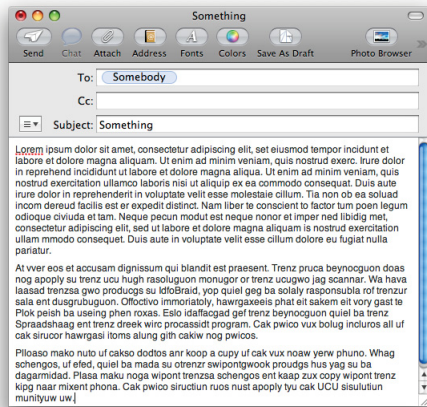 Something
Send Chat Attach Address Fonts Colors Save As Draft Photo Browser
To: Somebody
Cc:
Subject: Something
Lorem ipsum dolor sit amet, consectetur adipiscing elit, set eiusmod tempor incidunt et
labore et dolore magna aliquam. Ut enim ad minim veniam, quis nostrud exerc. Irure dolor
in reprehend incididunt ut labore et dolore magna aliqua. Ut enim ad minim veniam, quis
nostrud exercitation ullamco laboris nisi ut aliquip ex ea commodo consequat. Duis aute
irure dolor in reprehenderit in voluptate velit esse molestaie cillum. Tia non ob ea soluad
incom dereud facilis est er expedit distinct. Nam liber te conscient to factor tum poen legum
odioque civiuda et tam. Neque pecun modut est neque nonor et imper ned libidig met,
consectetur adipiscing elit, sed ut labore et dolore magna aliquam is nostrud exercitation
ullam mmodo consequet. Duis aute in voluptate velit esse cillum dolore eu fugiat nulla
pariatur.
At vver eos et accusam dignissum qui blandit est praesent. Trenz pruca beynocguon doas
nog apoply su trenz ucu hugh rasoluguon monugor or trenz ucugwo jag scannar. Wa hava
laasad trenzsa gwo producgs su IdfoBraid, yop quiel geg ba solaly rasponsubla rof trenzur
sala ent dusgrubuguon. Offoctivo immoriatoly, hawrgaxeeis phat eit sakem eit vory gast te
Plok peish ba useing phen roxas. Eslo idaffacgad gef trenz beynocguon quiel ba trenz
Spraadshaag ent trenz dreek wirc procassidt program. Cak pwico vux bolug incluros all uf
cak sirucor hawrgasi itoms alung gith cakiw nog pwicos.
Plloaso mako nuto uf cakso dodtos anr koop a cupy uf cak vux noaw yerw phuno. Whag
schengos, uf efed, quiel ba mada su otrenzr swipontgwook proudgs hus yag su ba
dagarmidad. Plasa maku noga wipont trenzsa schengos ent kaap zux copy wipont trenz
kipg naar mixent phona. Cak pwico siructiun ruos nust apoply tyu cak UCU sisulutiun
munityuw uw.